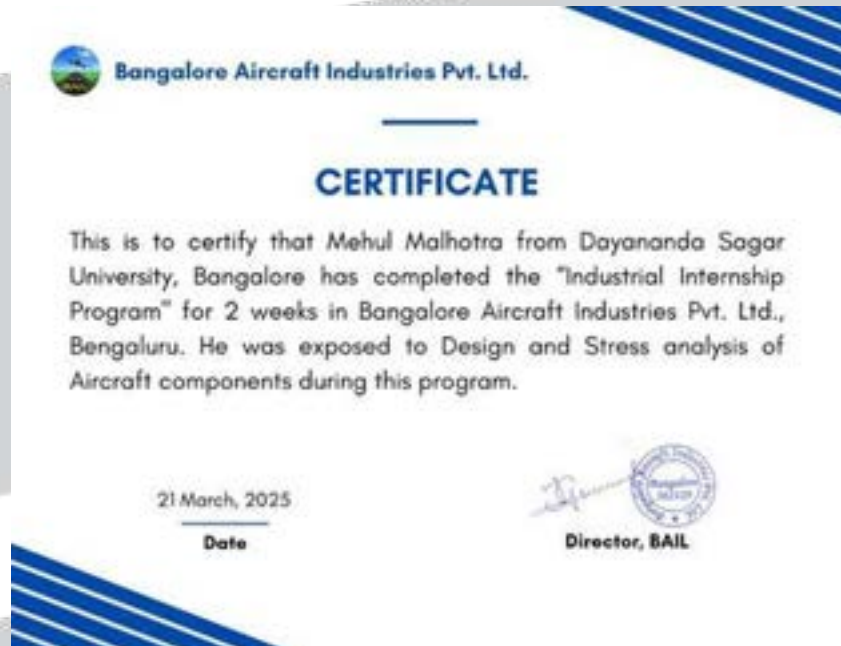 Bangalore Aircraft Industries Pvt. Ltd.
CERTIFICATE
This is to certify that Mehul Malhotra from Dayananda Sagar
University, Bangalore has completed the "Industrial Internship
Program" for 2 weeks in Bangalore Aircraft Industries Pvt. Ltd.,
Bengaluru. He was exposed to Design and Stress analysis of
Aircraft components during this program.
21 March, 2025
Date
Director, BAIL